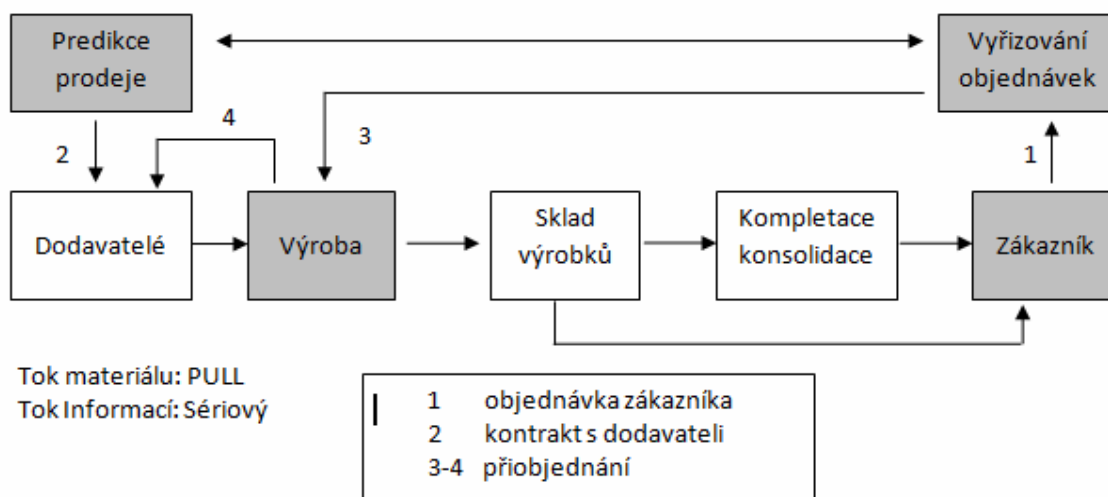 Predikce
prodeje
Vyřizování
objednávek
4
2
3
1
Dodavatelé
Výroba
Sklad
výrobků
Kompletace
konsolidace
Zákazník
Tok materiálu: PULL
Tok Informací: Sériový
1 objednávka zákazníka
2 kontrakt s dodavateli
3-4 přiobjednání